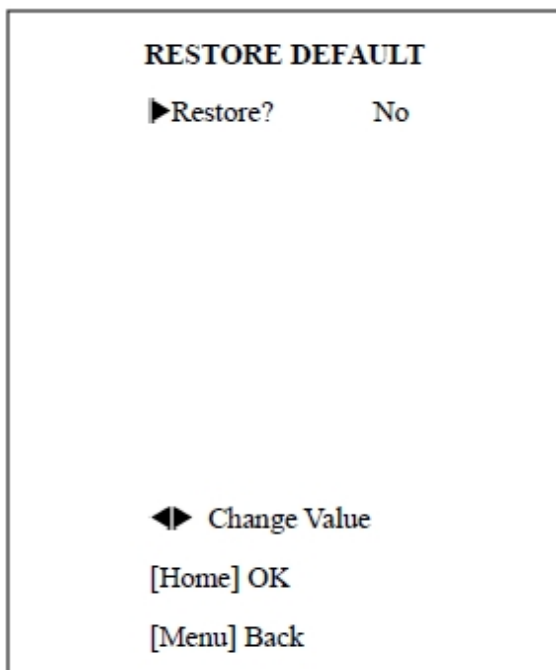 RESTORE DEFAULT
▶Restore? No
◀▶ Change Value
[Home] OK
[Menu] Back